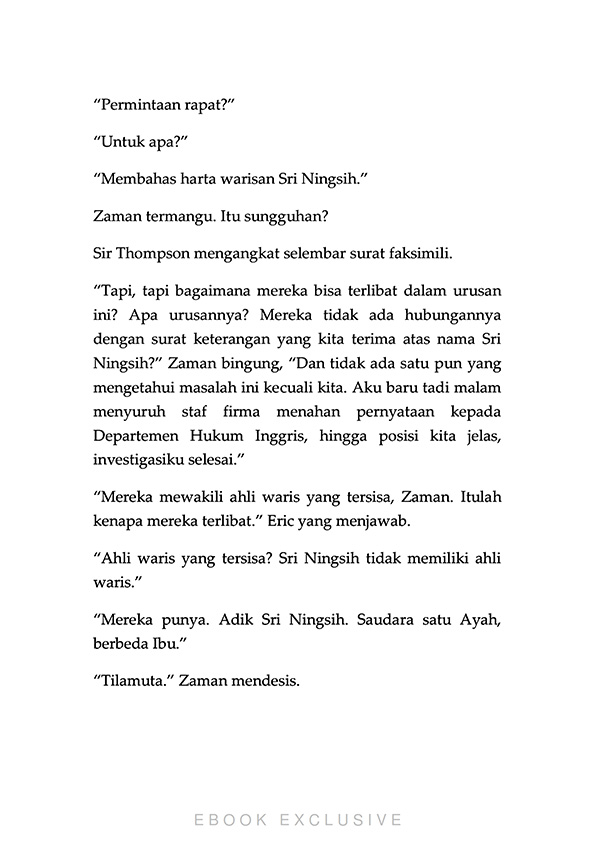 “Permintaan rapat?”
“Untuk apa?”
“Membahas harta warisan Sri Ningsih.”
Zaman termangu. Itu sungguhan?
Sir Thompson mengangkat selembar surat faksimili.
“Tapi, tapi bagaimana mereka bisa terlibat dalam urusan
ini? Apa urusannya? Mereka tidak ada hubungannya
dengan surat keterangan yang kita terima atas nama Sri
Ningsih?” Zaman bingung, “Dan tidak ada satu pun yang
mengetahui masalah ini kecuali kita. Aku baru tadi malam
menyuruh staf firma menahan pernyataan kepada
Departemen Hukum Inggris, hingga posisi kita jelas,
investigasiku selesai.”
“Mereka mewakili ahli waris yang tersisa, Zaman. Itulah
kenapa mereka terlibat.” Eric yang menjawab.
“Ahli waris yang tersisa? Sri Ningsih tidak memiliki ahli
waris.”
“Mereka punya. Adik Sri Ningsih. Saudara satu Ayah,
berbeda Ibu.”
“Tilamuta.” Zaman mendesis.
EBOOK EXCLUSIVE